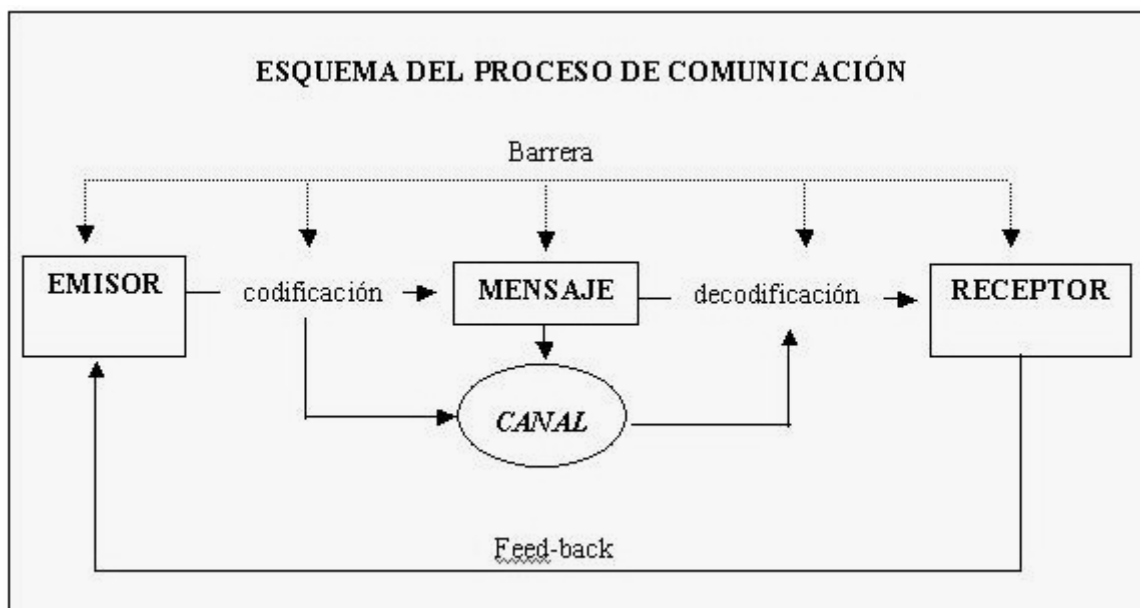 ESQUEMA DEL PROCESO DE COMUNICACIÓN
Barrera
EMISOR
codificación
MENSAJE
decodificación
RECEPTOR
CANAL
Feed-back